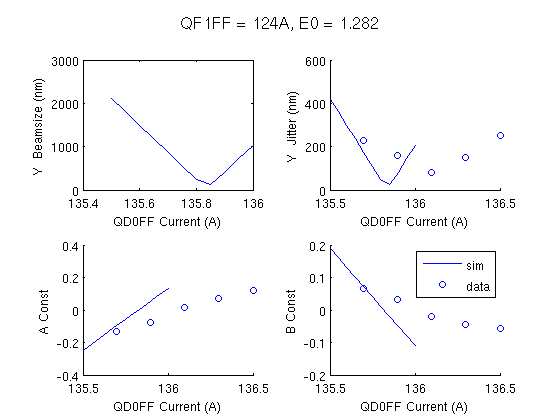 QF1FF = 124A, E0 = 1.282
3000
2000
1000
0
Y Beamsize (nm)
135.4 135.6 135.8 136
QD0FF Current (A)
600
400
200
0
Y Jitter (nm)
135.5 136 136.5
QD0FF Current (A)
0.4
0.2
0
-0.2
-0.4
A Const
135.5 136 136.5
QD0FF Current (A)
0.2
0.1
0
-0.1
-0.2
B Const
sim
data
135.5 136 136.5
QD0FF Current (A)